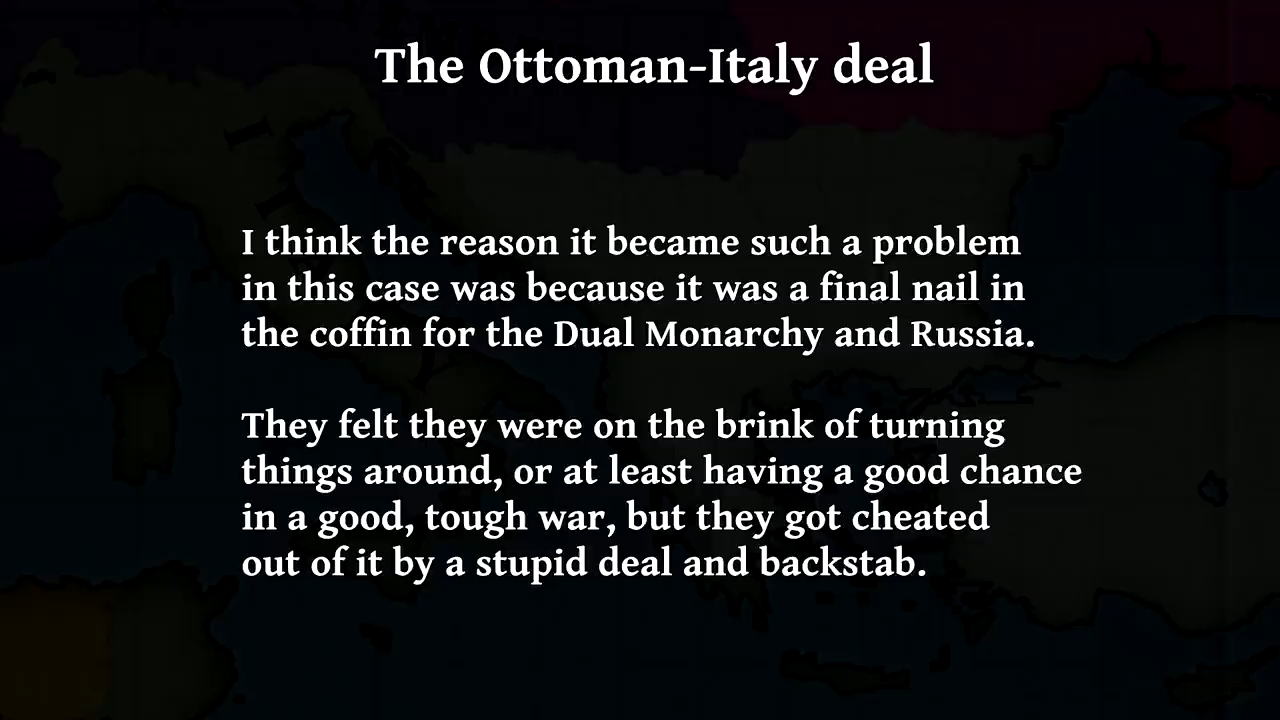 The Ottoman-Italy deal
I think the reason it became such a problem
in this case was because it was a final nail in
the coffin for the Dual Monarchy and Russia.
They felt they were on the brink of turning
things around, or at least having a good chance
in a good, tough war, but they got cheated
out of it by a stupid deal and backstab.